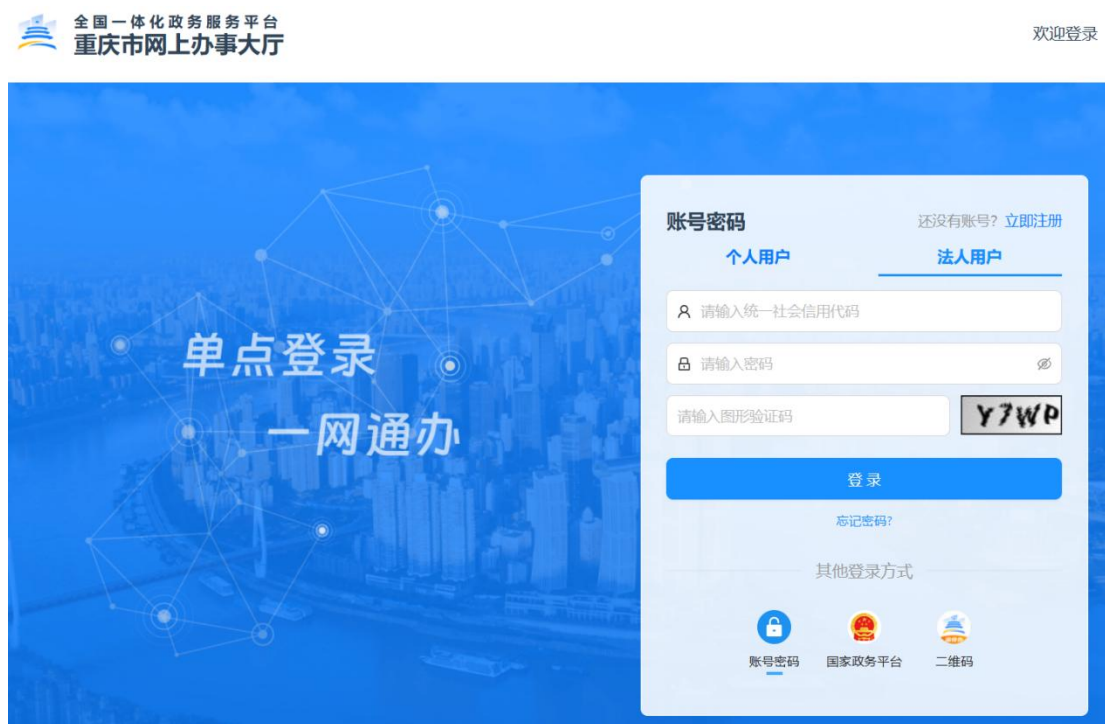 全国一体化政务服务平台
重庆市网上办事大厅
欢迎登录
单点登录
一网通办
账号密码
还没有账号? 立即注册
个人用户
法人用户
请输入统一社会信用代码
请输入密码
请输入图形验证码
Y7WP
登录
忘记密码?
其他登录方式
账号密码
国家政务平台
二维码